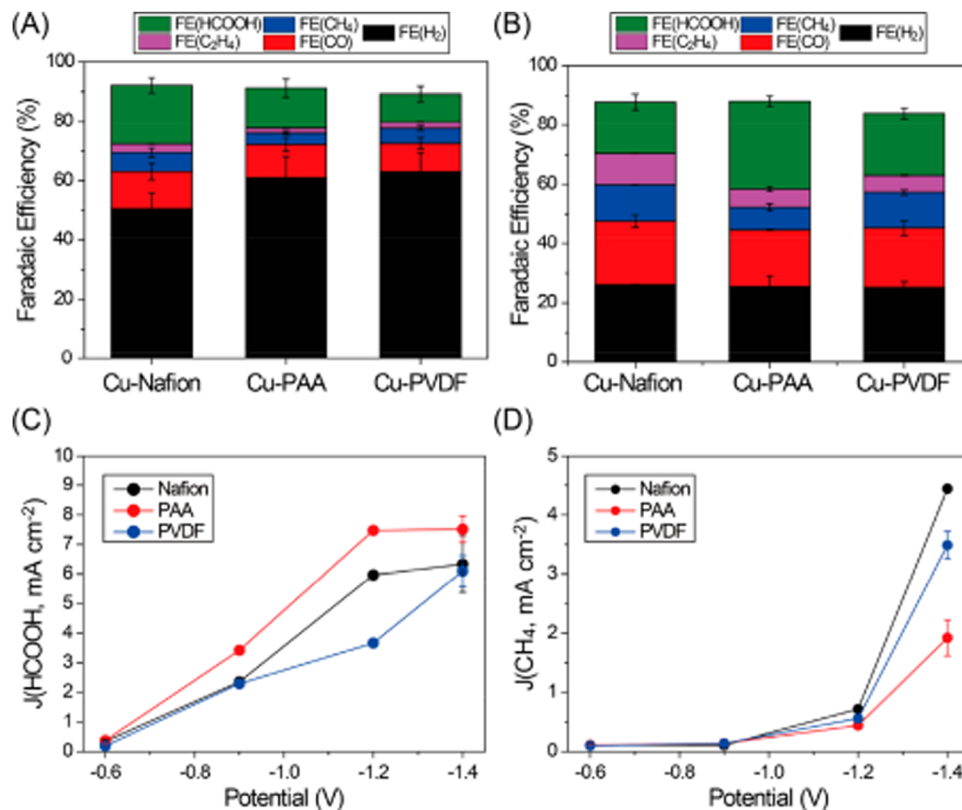 (A)
FE(HCOOH) FE(CH₄) FE(H₂)
FE(C₂H₄) FE(CO)
Faradaic Efficiency (%)
100
80
60
40
20
0
Cu-Nafion Cu-PAA Cu-PVDF
(B)
FE(HCOOH) FE(CH₄) FE(H₂)
FE(C₂H₄) FE(CO)
Faradaic Efficiency (%)
100
80
60
40
20
0
Cu-Nafion Cu-PAA Cu-PVDF
(C)
Nafion
PAA
PVDF
J(HCOOH, mA cm⁻²)
10
9
8
7
6
5
4
3
2
1
0
-0.6 -0.8 -1.0 -1.2 -1.4
Potential (V)
(D)
Nafion
PAA
PVDF
J(CH₄, mA cm⁻²)
5
4
3
2
1
0
-0.6 -0.8 -1.0 -1.2 -1.4
Potential (V)